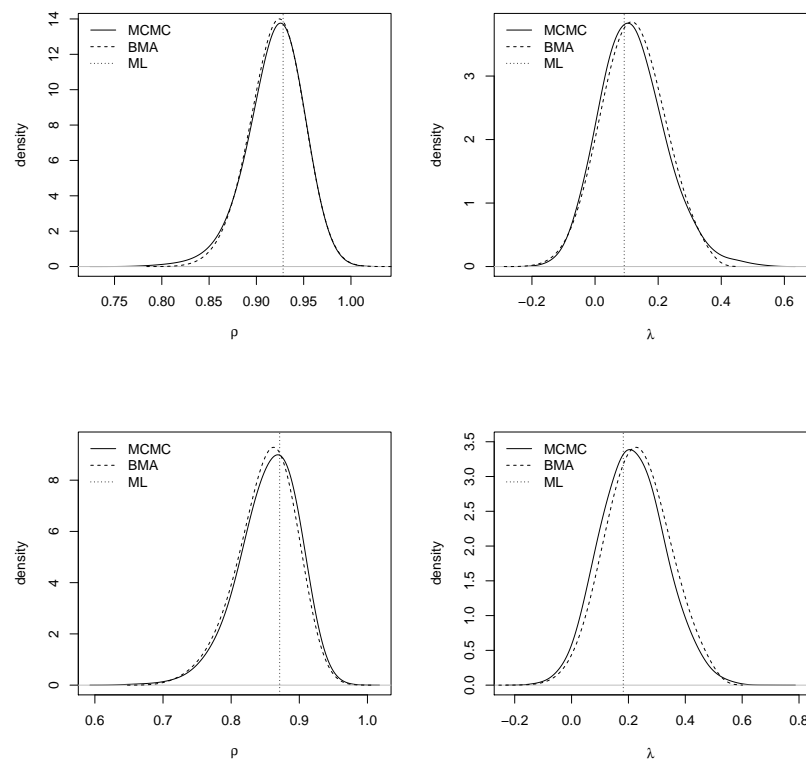 MCMC
BMA
ML
density
0 2 4 6 8 10 12 14
0.75 0.80 0.85 0.90 0.95 1.00
ρ
MCMC
BMA
ML
density
0 1 2 3
−0.2 0.0 0.2 0.4 0.6
λ
MCMC
BMA
ML
density
0 2 4 6 8
0.6 0.7 0.8 0.9 1.0
ρ
MCMC
BMA
ML
density
0.0 0.5 1.0 1.5 2.0 2.5 3.0 3.5
−0.2 0.0 0.2 0.4 0.6 0.8
λ